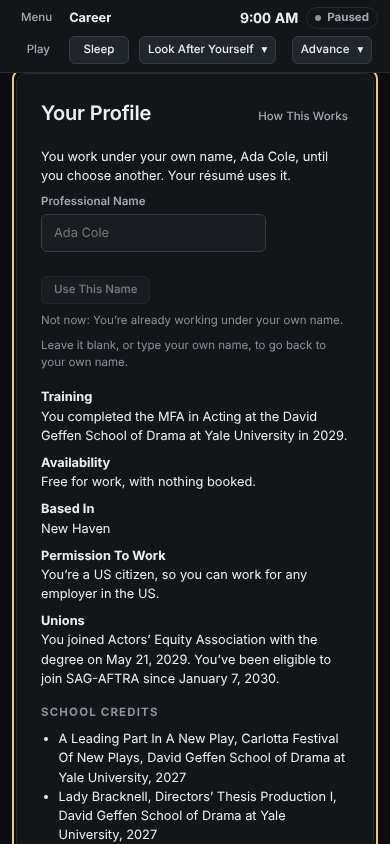 Menu Career 9:00 AM Paused
Play Sleep Look After Yourself ▾ Advance ▾
Your Profile How This Works
You work under your own name, Ada Cole, until
you choose another. Your résumé uses it.
Professional Name
Ada Cole
Use This Name
Not now: You’re already working under your own name.
Leave it blank, or type your own name, to go back to
your own name.
Training
You completed the MFA in Acting at the David
Geffen School of Drama at Yale University in 2029.
Availability
Free for work, with nothing booked.
Based In
New Haven
Permission To Work
You’re a US citizen, so you can work for any
employer in the US.
Unions
You joined Actors’ Equity Association with the
degree on May 21, 2029. You’ve been eligible to
join SAG-AFTRA since January 7, 2030.
SCHOOL CREDITS
• A Leading Part In A New Play, Carlotta Festival
Of New Plays, David Geffen School of Drama at
Yale University, 2027
• Lady Bracknell, Directors’ Thesis Production I,
David Geffen School of Drama at Yale
University, 2027